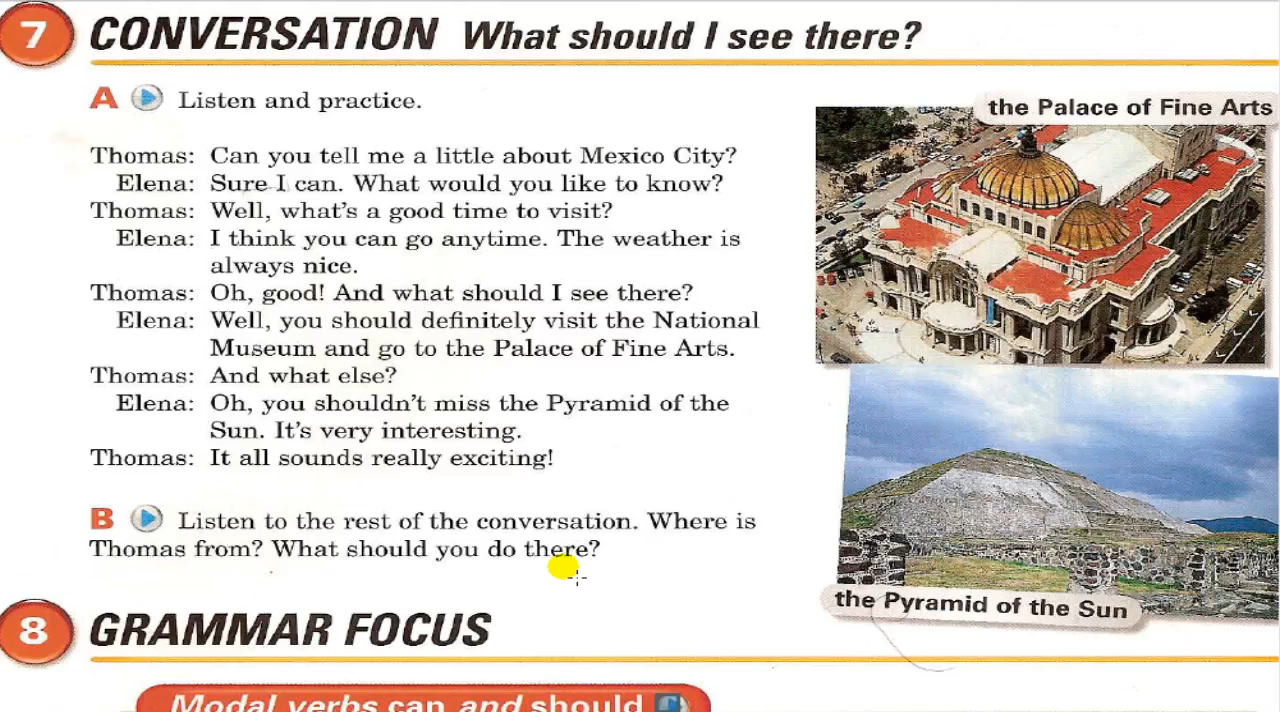 7 CONVERSATION What should I see there?
A Listen and practice.
Thomas: Can you tell me a little about Mexico City?
Elena: Sure I can. What would you like to know?
Thomas: Well, what's a good time to visit?
Elena: I think you can go anytime. The weather is
always nice.
Thomas: Oh, good! And what should I see there?
Elena: Well, you should definitely visit the National
Museum and go to the Palace of Fine Arts.
Thomas: And what else?
Elena: Oh, you shouldn't miss the Pyramid of the
Sun. It's very interesting.
Thomas: It all sounds really exciting!
B Listen to the rest of the conversation. Where is
Thomas from? What should you do there?
the Palace of Fine Arts
the Pyramid of the Sun
8 GRAMMAR FOCUS
Modal verbs can and should